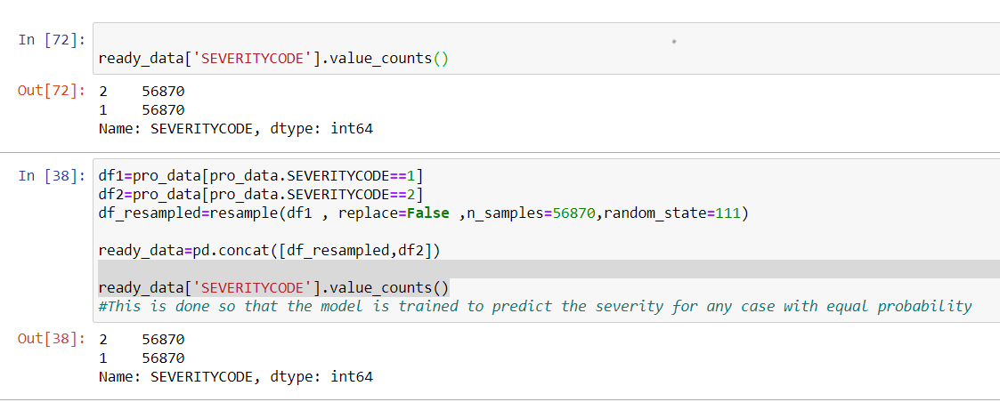 In [72]:
ready_data['SEVERITYCODE'].value_counts()
Out[72]: 2    56870
1    56870
Name: SEVERITYCODE, dtype: int64
In [38]: df1=pro_data[pro_data.SEVERITYCODE==1]
df2=pro_data[pro_data.SEVERITYCODE==2]
df_resampled=resample(df1 , replace=False ,n_samples=56870,random_state=111)
ready_data=pd.concat([df_resampled,df2])
ready_data['SEVERITYCODE'].value_counts()
#This is done so that the model is trained to predict the severity for any case with equal probability
Out[38]: 2    56870
1    56870
Name: SEVERITYCODE, dtype: int64